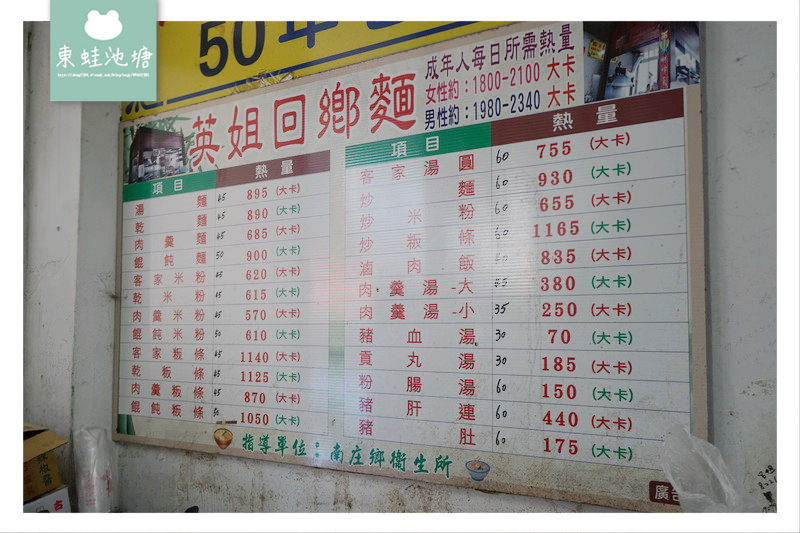 東蛙池塘
50年
英姐回鄉麵
成年人每日所需熱量
女性約：1800-2100 大卡
男性約：1980-2340 大卡
項目 熱量
湯麵 45 895 (大卡)
乾麵 45 890 (大卡)
肉羹麵 45 685 (大卡)
餛飩麵 50 900 (大卡)
客家米粉 45 620 (大卡)
乾米粉 45 615 (大卡)
肉羹米粉 45 570 (大卡)
餛飩米粉 50 610 (大卡)
客家粄條 45 1140 (大卡)
乾粄條 45 1125 (大卡)
肉羹粄條 45 870 (大卡)
餛飩粄條 50 1050 (大卡)
項目 熱量
客家湯圓 60 755 (大卡)
炒麵 60 930 (大卡)
炒米粉 60 655 (大卡)
炒粄條 60 1165 (大卡)
滷肉飯 835 (大卡)
肉羹湯-大 380 (大卡)
肉羹湯-小 35 250 (大卡)
豬血湯 30 70 (大卡)
貢丸湯 30 185 (大卡)
粉腸湯 60 150 (大卡)
豬肝連 60 440 (大卡)
豬肚 60 175 (大卡)
指導單位：南庄鄉衞生所
廣告